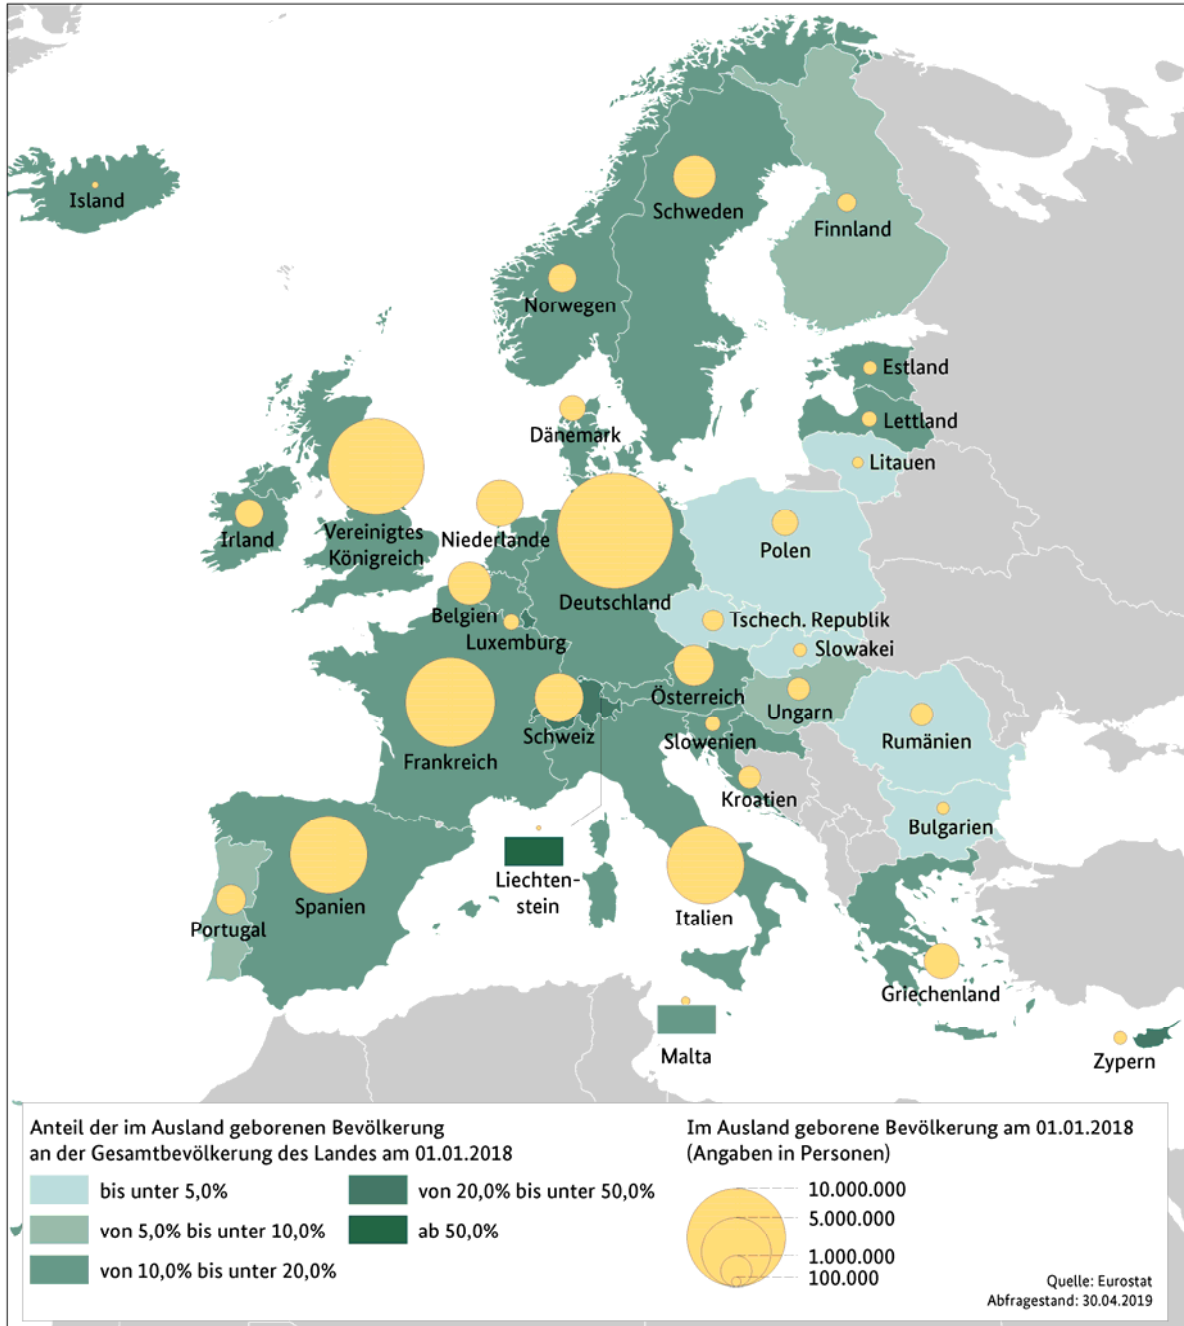 Island
Schweden
Finnland
Norwegen
Estland
Dänemark
Lettland
Litauen
Vereinigtes
Königreich
Irland
Niederlande
Polen
Belgien
Deutschland
Luxemburg
Tschech. Republik
Slowakei
Österreich
Ungarn
Schweiz
Slowenien
Rumänien
Frankreich
Kroatien
Bulgarien
Liechten-
stein
Spanien
Italien
Portugal
Griechenland
Malta
Zypern
Anteil der im Ausland geborenen Bevölkerung
an der Gesamtbevölkerung des Landes am 01.01.2018
bis unter 5,0%
von 5,0% bis unter 10,0%
von 10,0% bis unter 20,0%
von 20,0% bis unter 50,0%
ab 50,0%
Im Ausland geborene Bevölkerung am 01.01.2018
(Angaben in Personen)
10.000.000
5.000.000
1.000.000
100.000
Quelle: Eurostat
Abfragestand: 30.04.2019